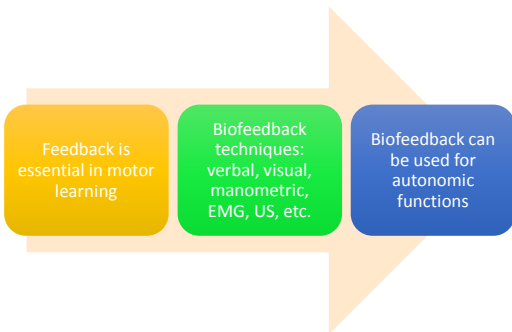 Feedback is
essential in motor
learning
Biofeedback
techniques:
verbal, visual,
manometric,
EMG, US, etc.
Biofeedback can
be used for
autonomic
functions